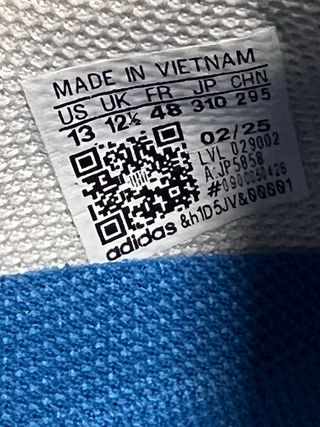 MADE IN VIETNAM
US UK FR JP CHN
13 12½ 48 310 295
02/25
LVL 029002
A.JP5858
#0900050425
adidas &h1D5JV&00001